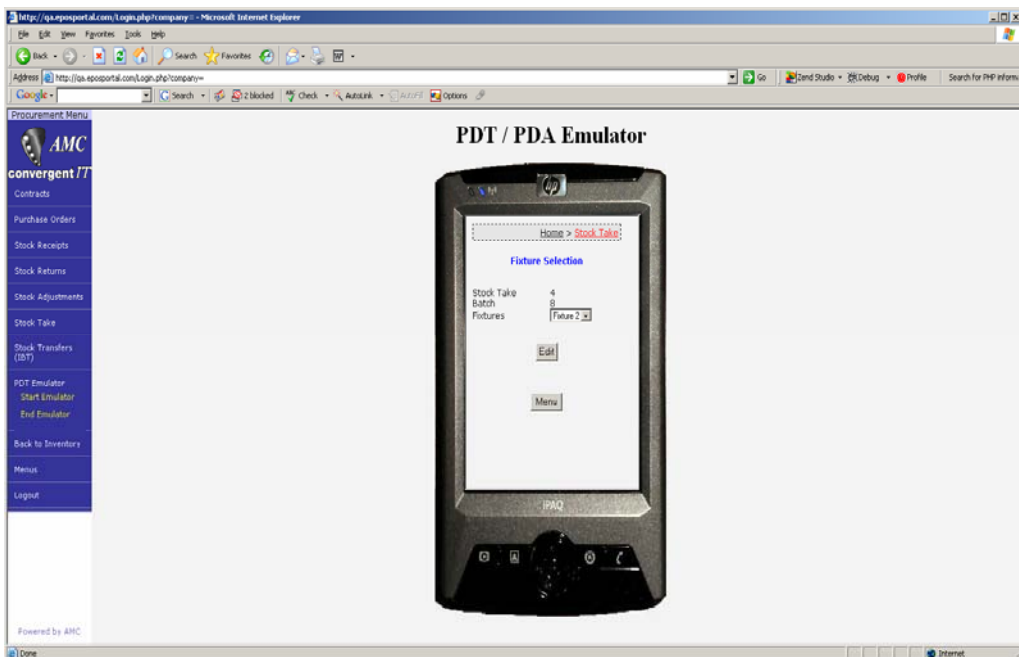 http://qa.eposportal.com/Login.php?company= - Microsoft Internet Explorer
File Edit View Favorites Tools Help
Back Search Favorites
Address http://qa.eposportal.com/Login.php?company= Go Zend Studio Debug Profile Search for PHP inform
Google Search 2 blocked Check AutoLink AutoFill Options
Procurement Menu
AMC
convergent IT
Contracts
Purchase Orders
Stock Receipts
Stock Returns
Stock Adjustments
Stock Take
Stock Transfers
(IBT)
PDT Emulator
Start Emulator
End Emulator
Back to Inventory
Menus
Logout
Powered by AMC
PDT / PDA Emulator
hp
Home > Stock Take
Fixture Selection
Stock Take 4
Batch 8
Fixtures Fixture 2
Edit
Menu
iPAQ
Done Internet